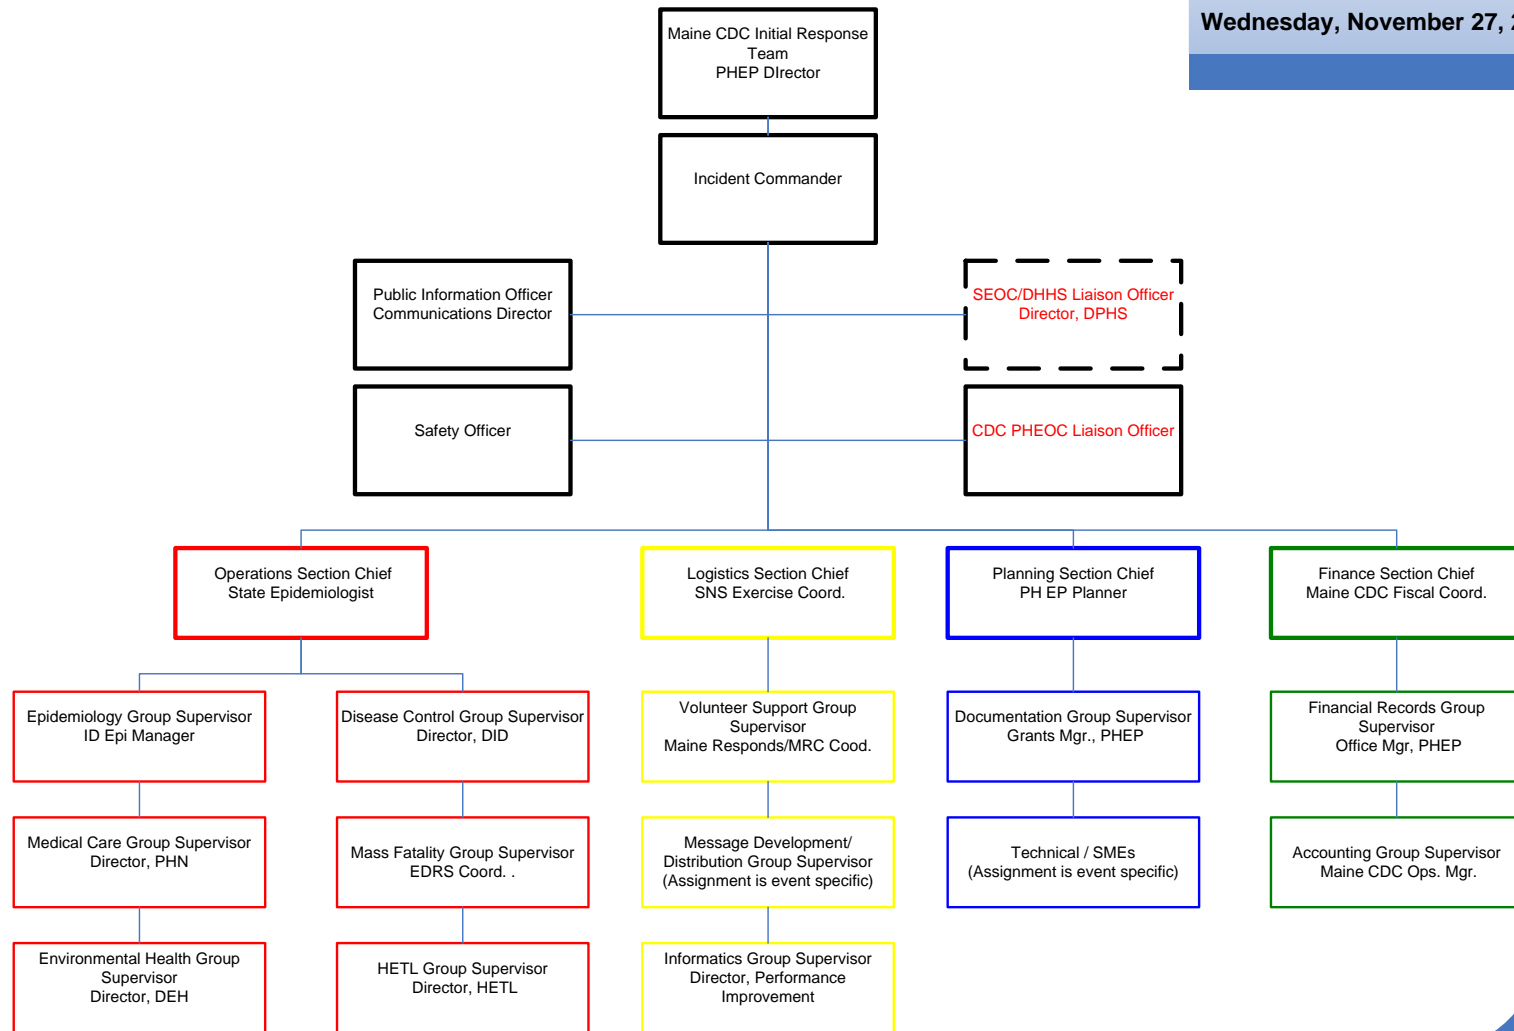 Wednesday, November 27,
Maine CDC Initial Response
Team
PHEP DIrector
Incident Commander
Public Information Officer
Communications Director
SEOC/DHHS Liaison Officer
Director, DPHS
Safety Officer
CDC PHEOC Liaison Officer
Operations Section Chief
State Epidemiologist
Logistics Section Chief
SNS Exercise Coord.
Planning Section Chief
PH EP Planner
Finance Section Chief
Maine CDC Fiscal Coord.
Epidemiology Group Supervisor
ID Epi Manager
Disease Control Group Supervisor
Director, DID
Volunteer Support Group
Supervisor
Maine Responds/MRC Cood.
Documentation Group Supervisor
Grants Mgr., PHEP
Financial Records Group
Supervisor
Office Mgr, PHEP
Medical Care Group Supervisor
Director, PHN
Mass Fatality Group Supervisor
EDRS Coord. .
Message Development/
Distribution Group Supervisor
(Assignment is event specific)
Technical / SMEs
(Assignment is event specific)
Accounting Group Supervisor
Maine CDC Ops. Mgr.
Environmental Health Group
Supervisor
Director, DEH
HETL Group Supervisor
Director, HETL
Informatics Group Supervisor
Director, Performance
Improvement